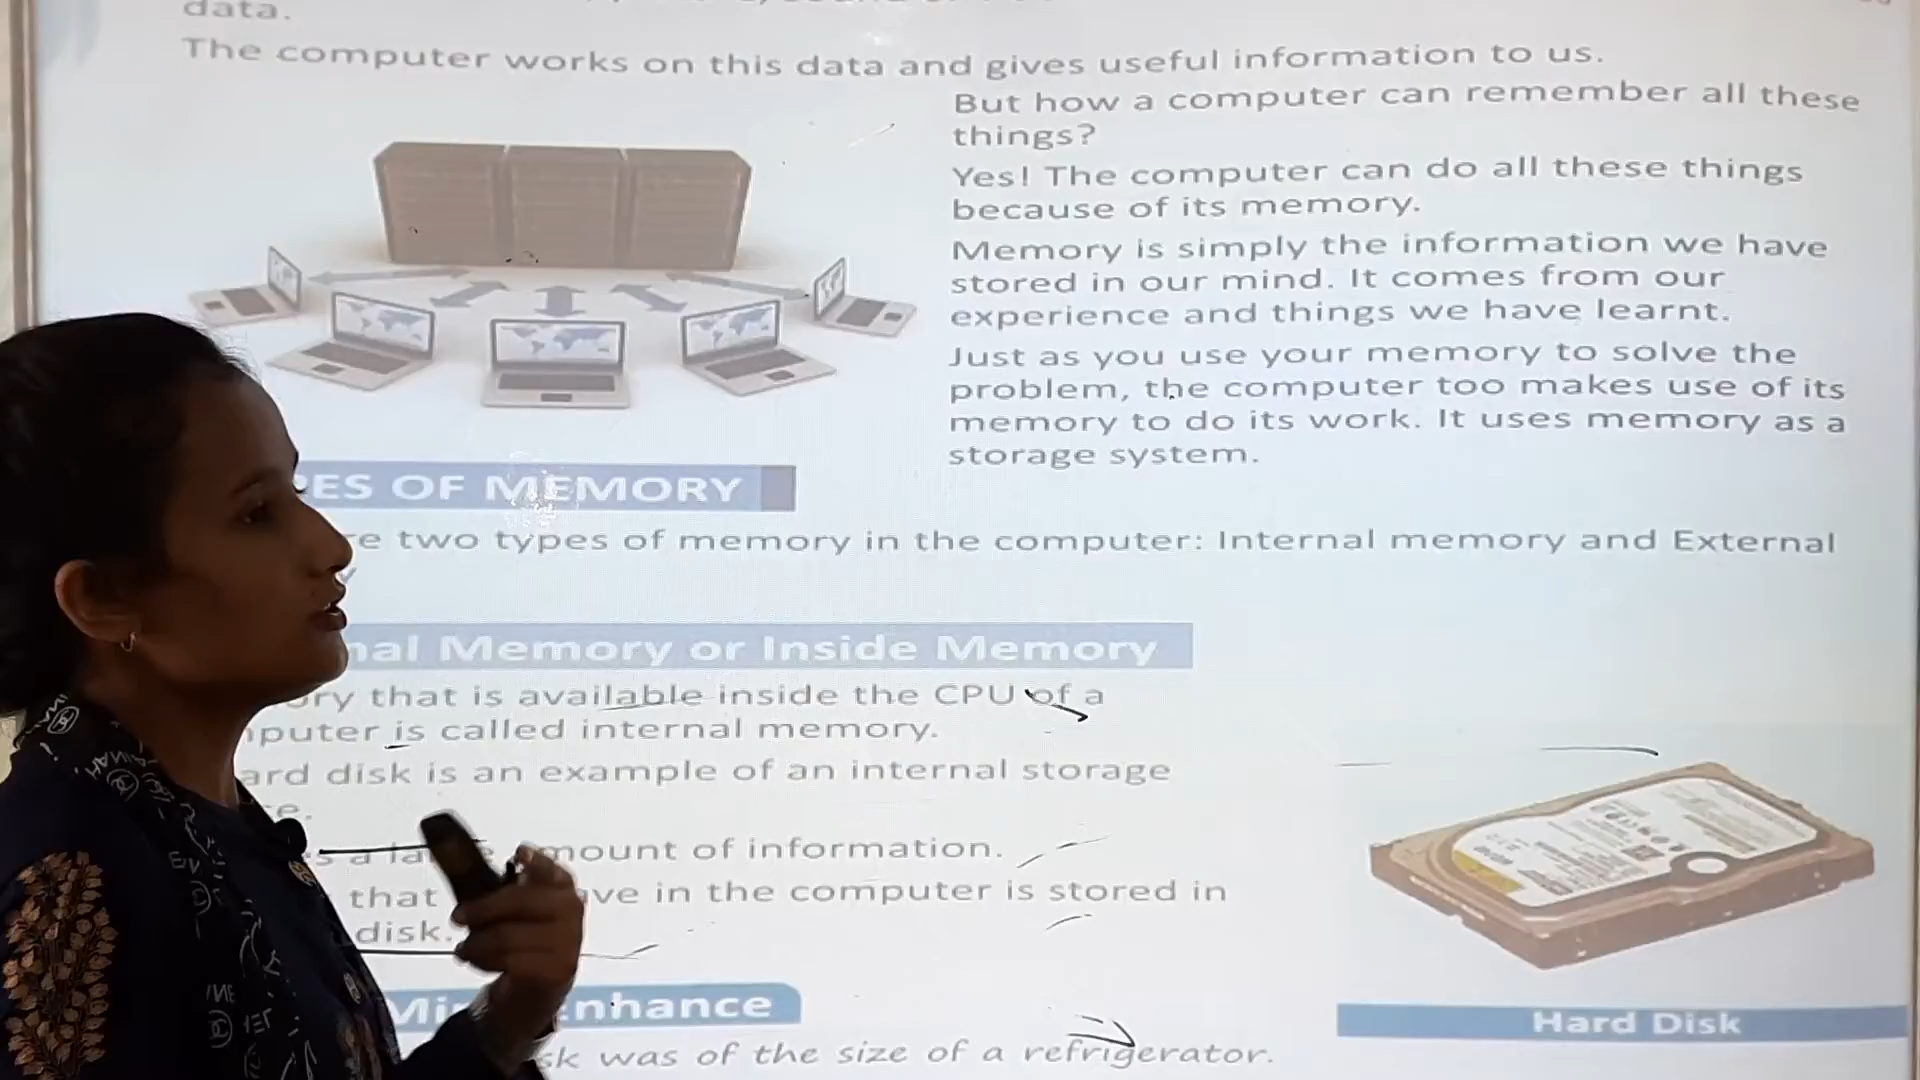 data.
The computer works on this data and gives useful information to us.
But how a computer can remember all these
things?
Yes! The computer can do all these things
because of its memory.
Memory is simply the information we have
stored in our mind. It comes from our
experience and things we have learnt.
Just as you use your memory to solve the
problem, the computer too makes use of its
memory to do its work. It uses memory as a
storage system.
ES OF MEMORY
re two types of memory in the computer: Internal memory and External
nal Memory or Inside Memory
ory that is available inside the CPU of a
puter is called internal memory.
ard disk is an example of an internal storage
e.
s a amount of information.
that ve in the computer is stored in
disk.
nhance
sk was of the size of a refrigerator.
Hard Disk